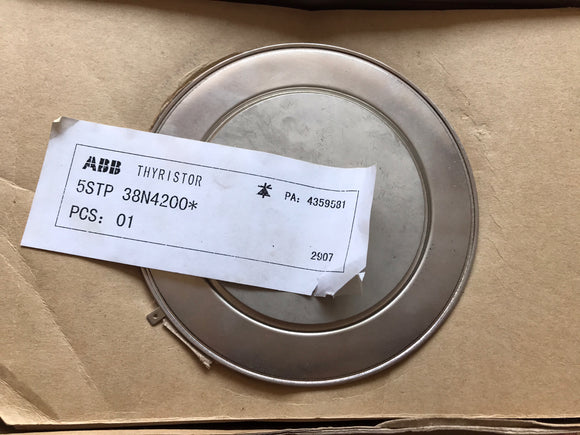 ABB THYRISTOR PA: 4359581
5STP 38N4200*
PCS: 01
2907